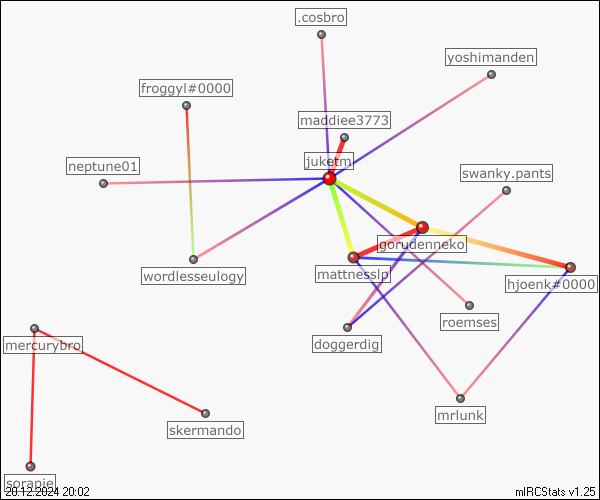 .cosbro
yoshimanden
froggyl#0000
maddiee3773
juketm
neptune01
swanky.pants
gorudenneko
wordlesseulogy
mattnesslp
hjoenk#0000
roemses
doggerdig
mercurybro
mrlunk
skermando
sorapie
20.12.2024 20:02
mIRCStats v1.25